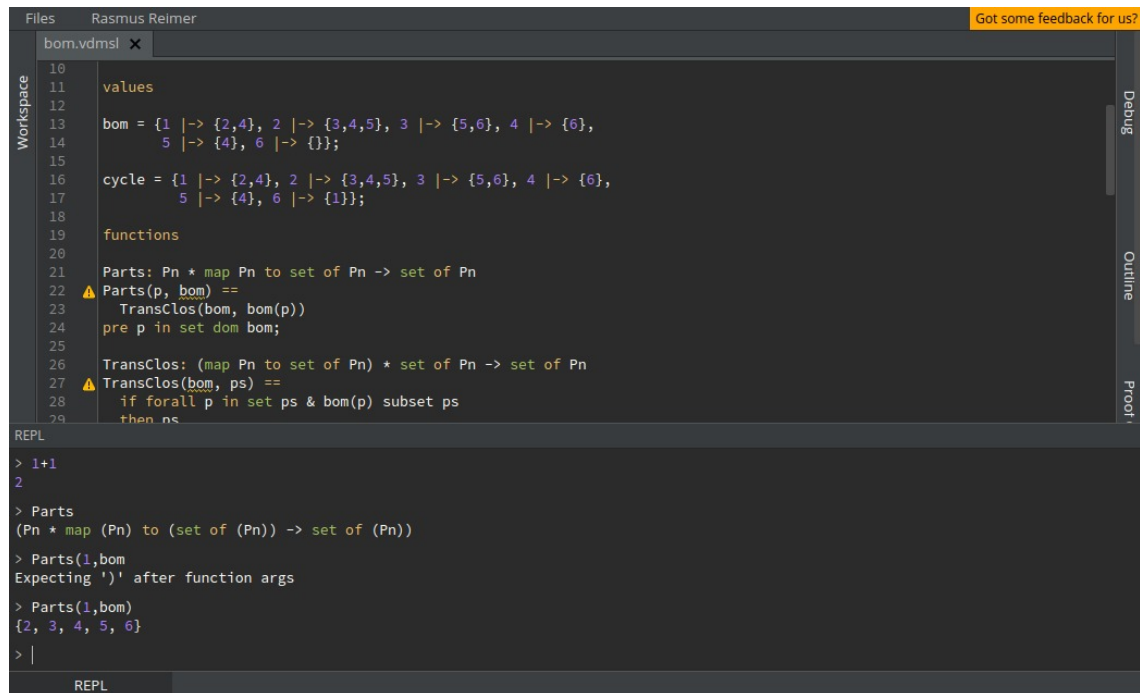 Files Rasmus Reimer Got some feedback for us?
bom.vdmsl ✕
Workspace
10
11 values
12
13 bom = {1 |-> {2,4}, 2 |-> {3,4,5}, 3 |-> {5,6}, 4 |-> {6},
14 5 |-> {4}, 6 |-> {}};
15
16 cycle = {1 |-> {2,4}, 2 |-> {3,4,5}, 3 |-> {5,6}, 4 |-> {6},
17 5 |-> {4}, 6 |-> {1}};
18
19 functions
20
21 Parts: Pn * map Pn to set of Pn -> set of Pn
22 Parts(p, bom) ==
23 TransClos(bom, bom(p))
24 pre p in set dom bom;
25
26 TransClos: (map Pn to set of Pn) * set of Pn -> set of Pn
27 TransClos(bom, ps) ==
28 if forall p in set ps & bom(p) subset ps
29 then ps
Debug
Outline
Proof
REPL
> 1+1
2
> Parts
(Pn * map (Pn) to (set of (Pn)) -> set of (Pn))
> Parts(1,bom
Expecting ')' after function args
> Parts(1,bom)
{2, 3, 4, 5, 6}
>
REPL